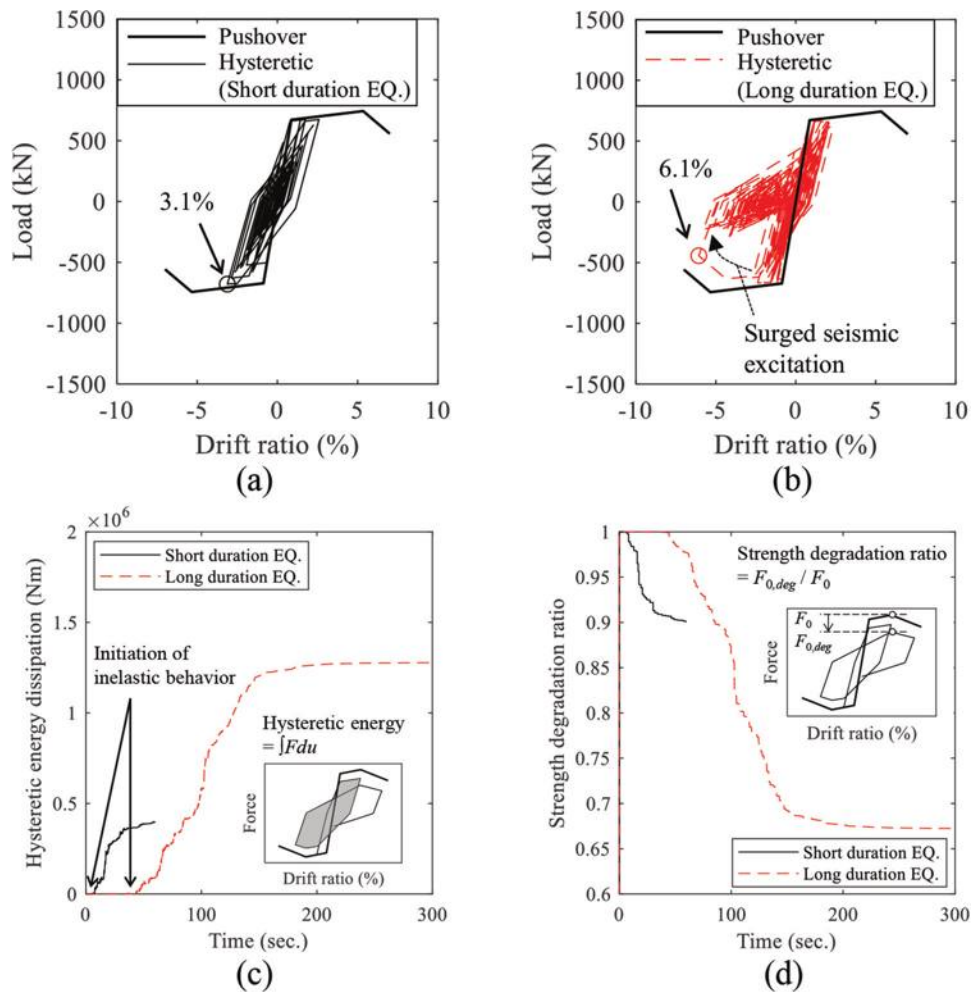 1500
1000
500
0
-500
-1000
-1500
Load (kN)
Pushover
Hysteretic
(Short duration EQ.)
3.1%
-10
-5
0
5
10
Drift ratio (%)
(a)
1500
1000
500
0
-500
-1000
-1500
Load (kN)
Pushover
Hysteretic
(Long duration EQ.)
6.1%
Surged seismic
excitation
-10
-5
0
5
10
Drift ratio (%)
(b)
×10^6
2
1.6
1.2
0.5
0.4
0
Hysteretic energy dissipation (Nm)
Short duration EQ.
Long duration EQ.
Initiation of
inelastic behavior
Hysteretic energy
= ∫Fdu
Force
Drift ratio (%)
0
100
200
300
Time (sec.)
(c)
1
0.95
0.9
0.85
0.8
0.75
0.7
0.65
0.6
Strength degradation ratio
Strength degradation ratio
= F0,deg / F0
F0
F0,deg
Force
Drift ratio (%)
Short duration EQ.
Long duration EQ.
0
100
200
300
Time (sec.)
(d)